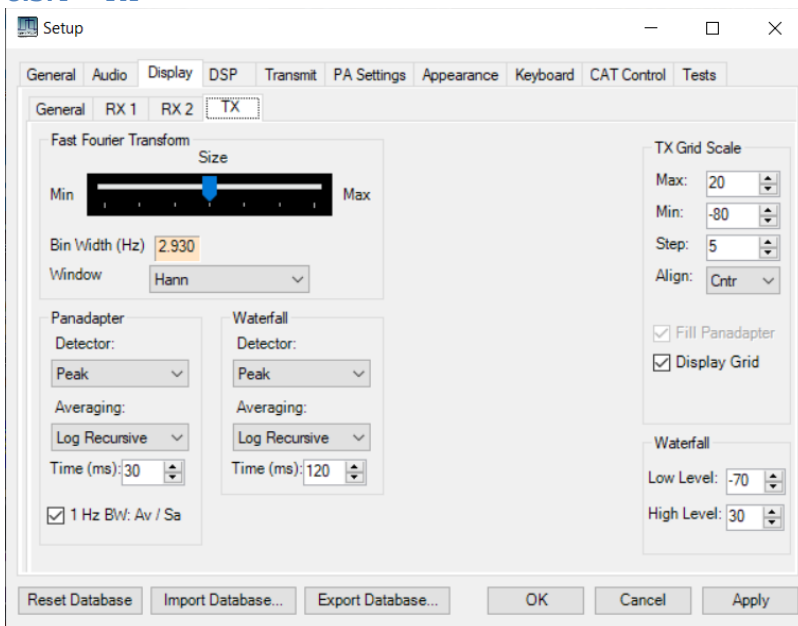 Setup
General Audio Display DSP Transmit PA Settings Appearance Keyboard CAT Control Tests
General RX 1 RX 2 TX
Fast Fourier Transform
Size
Min Max
Bin Width (Hz) 2.930
Window Hann
Panadapter
Detector:
Peak
Averaging:
Log Recursive
Time (ms): 30
1 Hz BW: Av / Sa
Waterfall
Detector:
Peak
Averaging:
Log Recursive
Time (ms): 120
TX Grid Scale
Max: 20
Min: -80
Step: 5
Align: Cntr
Fill Panadapter
Display Grid
Waterfall
Low Level: -70
High Level: 30
Reset Database Import Database... Export Database... OK Cancel Apply